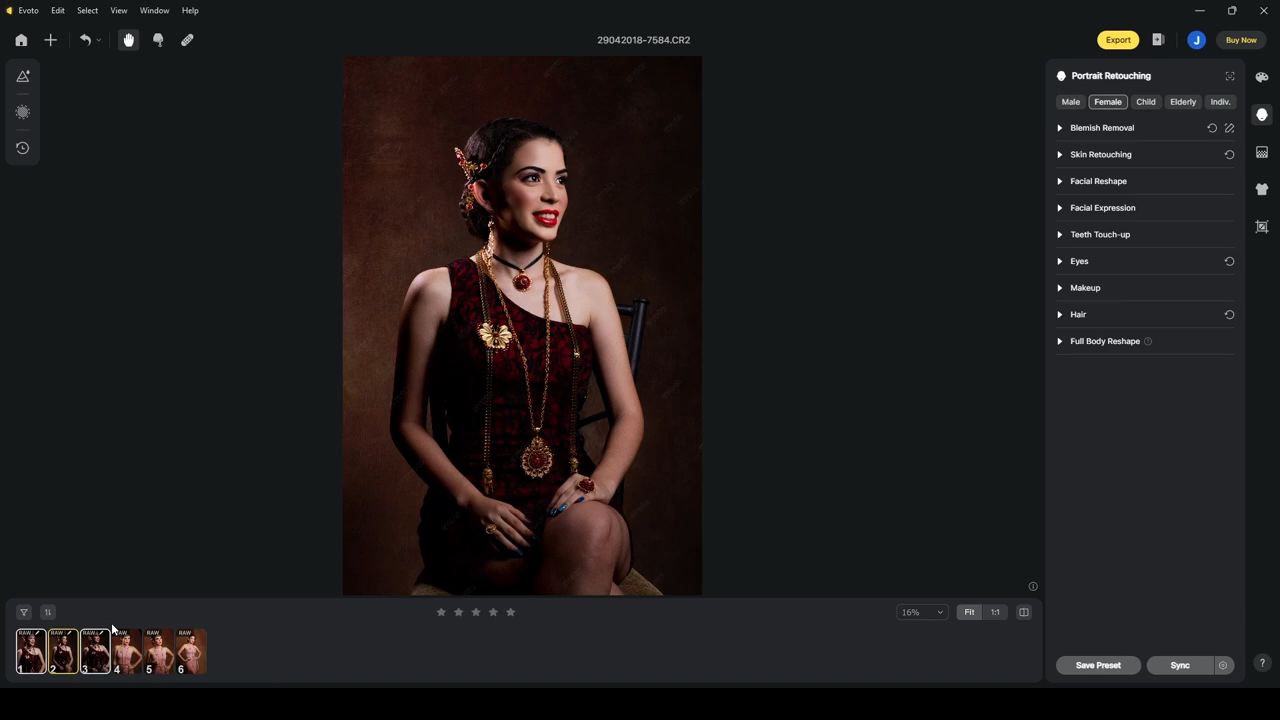 Evoto Edit Select View Window Help
29042018-7584.CR2
Export
J
Buy Now
Portrait Retouching
Male Female Child Elderly Indiv.
Blemish Removal
Skin Retouching
Facial Reshape
Facial Expression
Teeth Touch-up
Eyes
Makeup
Hair
Full Body Reshape
16% Fit 1:1
RAW RAW RAW RAW RAW RAW
1 2 3 4 5 6
Save Preset Sync